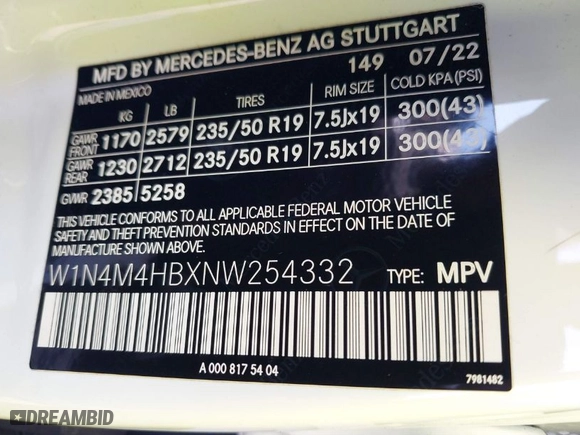 MFD BY MERCEDES-BENZ AG STUTTGART
MADE IN MEXICO 149 07/22
KG LB TIRES RIM SIZE COLD KPA(PSI)
GAWR FRONT 1170 2579 235/50 R19 7.5Jx19 300(43)
GAWR REAR 1230 2712 235/50 R19 7.5Jx19 300(43)
GVWR 2385 5258
THIS VEHICLE CONFORMS TO ALL APPLICABLE FEDERAL MOTOR VEHICLE
SAFETY AND THEFT PREVENTION STANDARDS IN EFFECT ON THE DATE OF
MANUFACTURE SHOWN ABOVE.
W1N4M4HBXNW254332 TYPE: MPV
A 000 817 54 04
7981482
DREAMBID